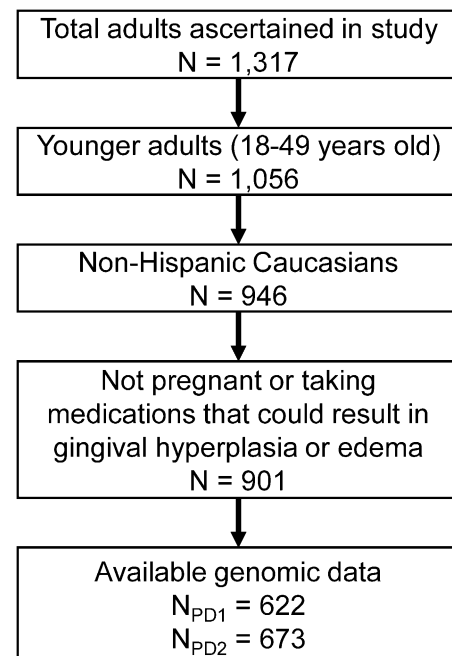 Total adults ascertained in study
N = 1,317
Younger adults (18-49 years old)
N = 1,056
Non-Hispanic Caucasians
N = 946
Not pregnant or taking
medications that could result in
gingival hyperplasia or edema
N = 901
Available genomic data
NPD1 = 622
NPD2 = 673